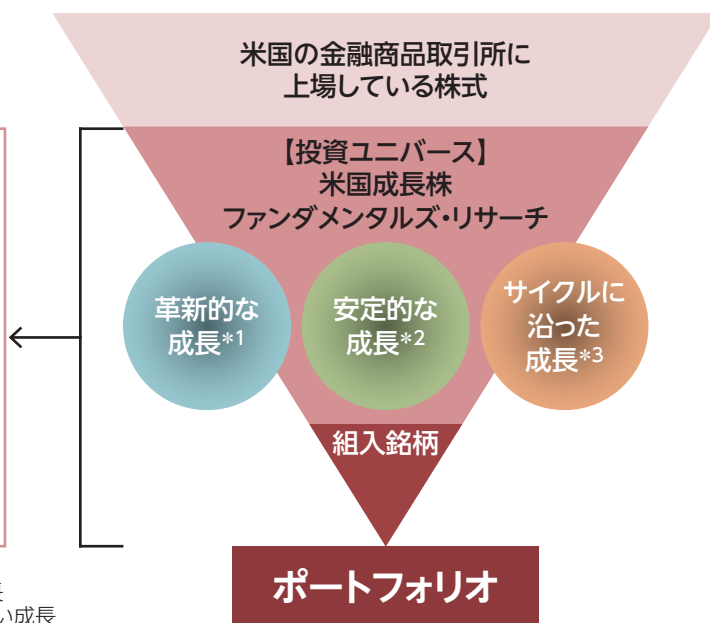 米国の金融商品取引所に
上場している株式
【投資ユニバース】
米国成長株
ファンダメンタルズ・リサーチ
革新的な
成長*1
安定的な
成長*2
サイクルに
沿った
成長*3
組入銘柄
ポートフォリオ
い成長